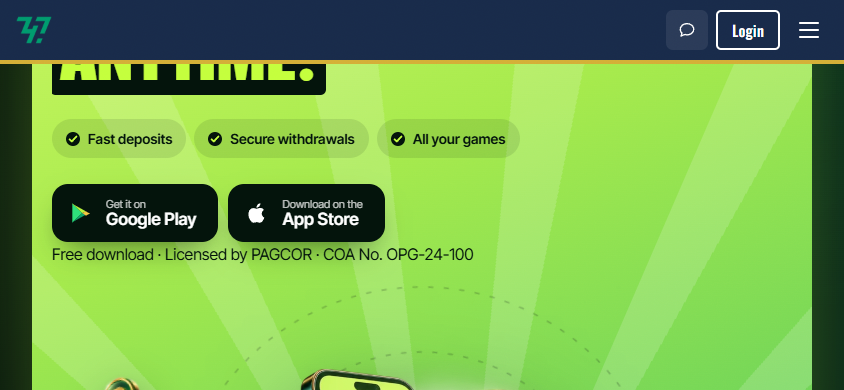 Login
ANYTIME.
Fast deposits
Secure withdrawals
All your games
Get it on
Google Play
Download on the
App Store
Free download · Licensed by PAGCOR · COA No. OPG-24-100